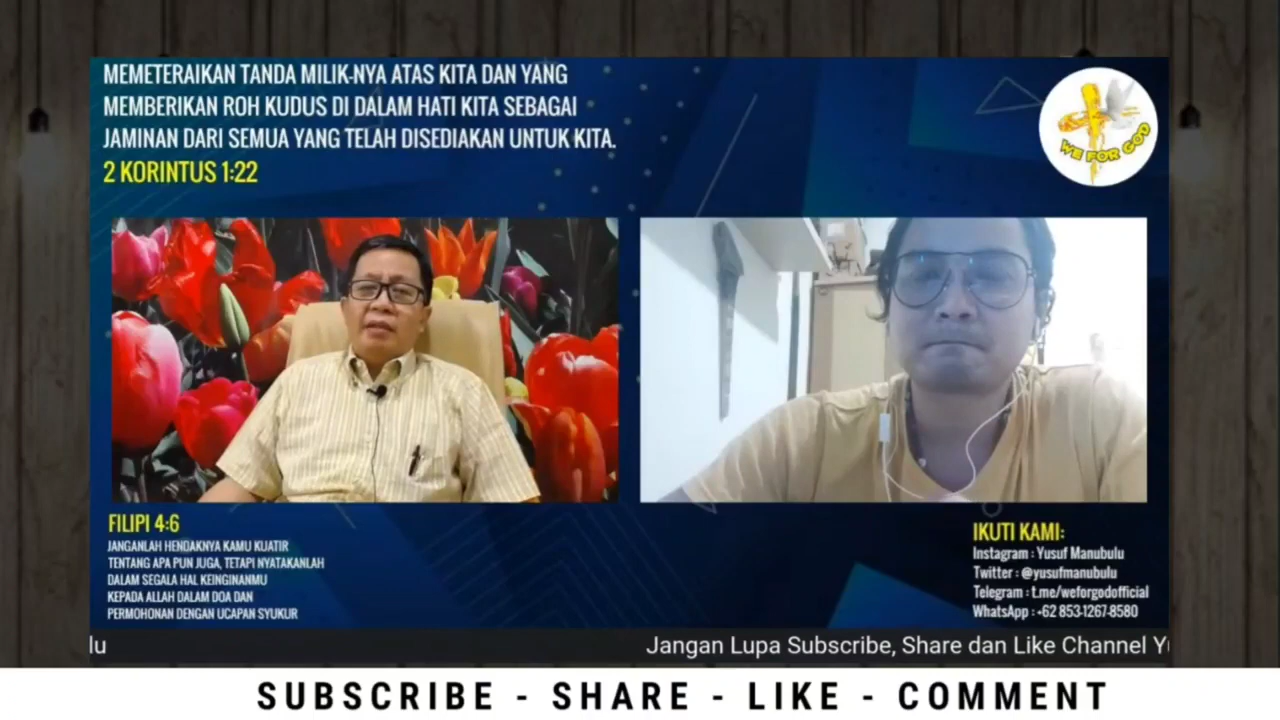 MEMETERAIKAN TANDA MILIK-NYA ATAS KITA DAN YANG
MEMBERIKAN ROH KUDUS DI DALAM HATI KITA SEBAGAI
JAMINAN DARI SEMUA YANG TELAH DISEDIAKAN UNTUK KITA.
2 KORINTUS 1:22
WE FOR GOD
FILIPI 4:6
JANGANLAH HENDAKNYA KAMU KUATIR
TENTANG APA PUN JUGA, TETAPI NYATAKANLAH
DALAM SEGALA HAL KEINGINANMU
KEPADA ALLAH DALAM DOA DAN
PERMOHONAN DENGAN UCAPAN SYUKUR
IKUTI KAMI:
Instagram : Yusuf Manubulu
Twitter : @yusufmanubulu
Telegram : t.me/weforgodofficial
WhatsApp : +62 853-1267-8580
lu
Jangan Lupa Subscribe, Share dan Like Channel Yu
SUBSCRIBE - SHARE - LIKE - COMMENT